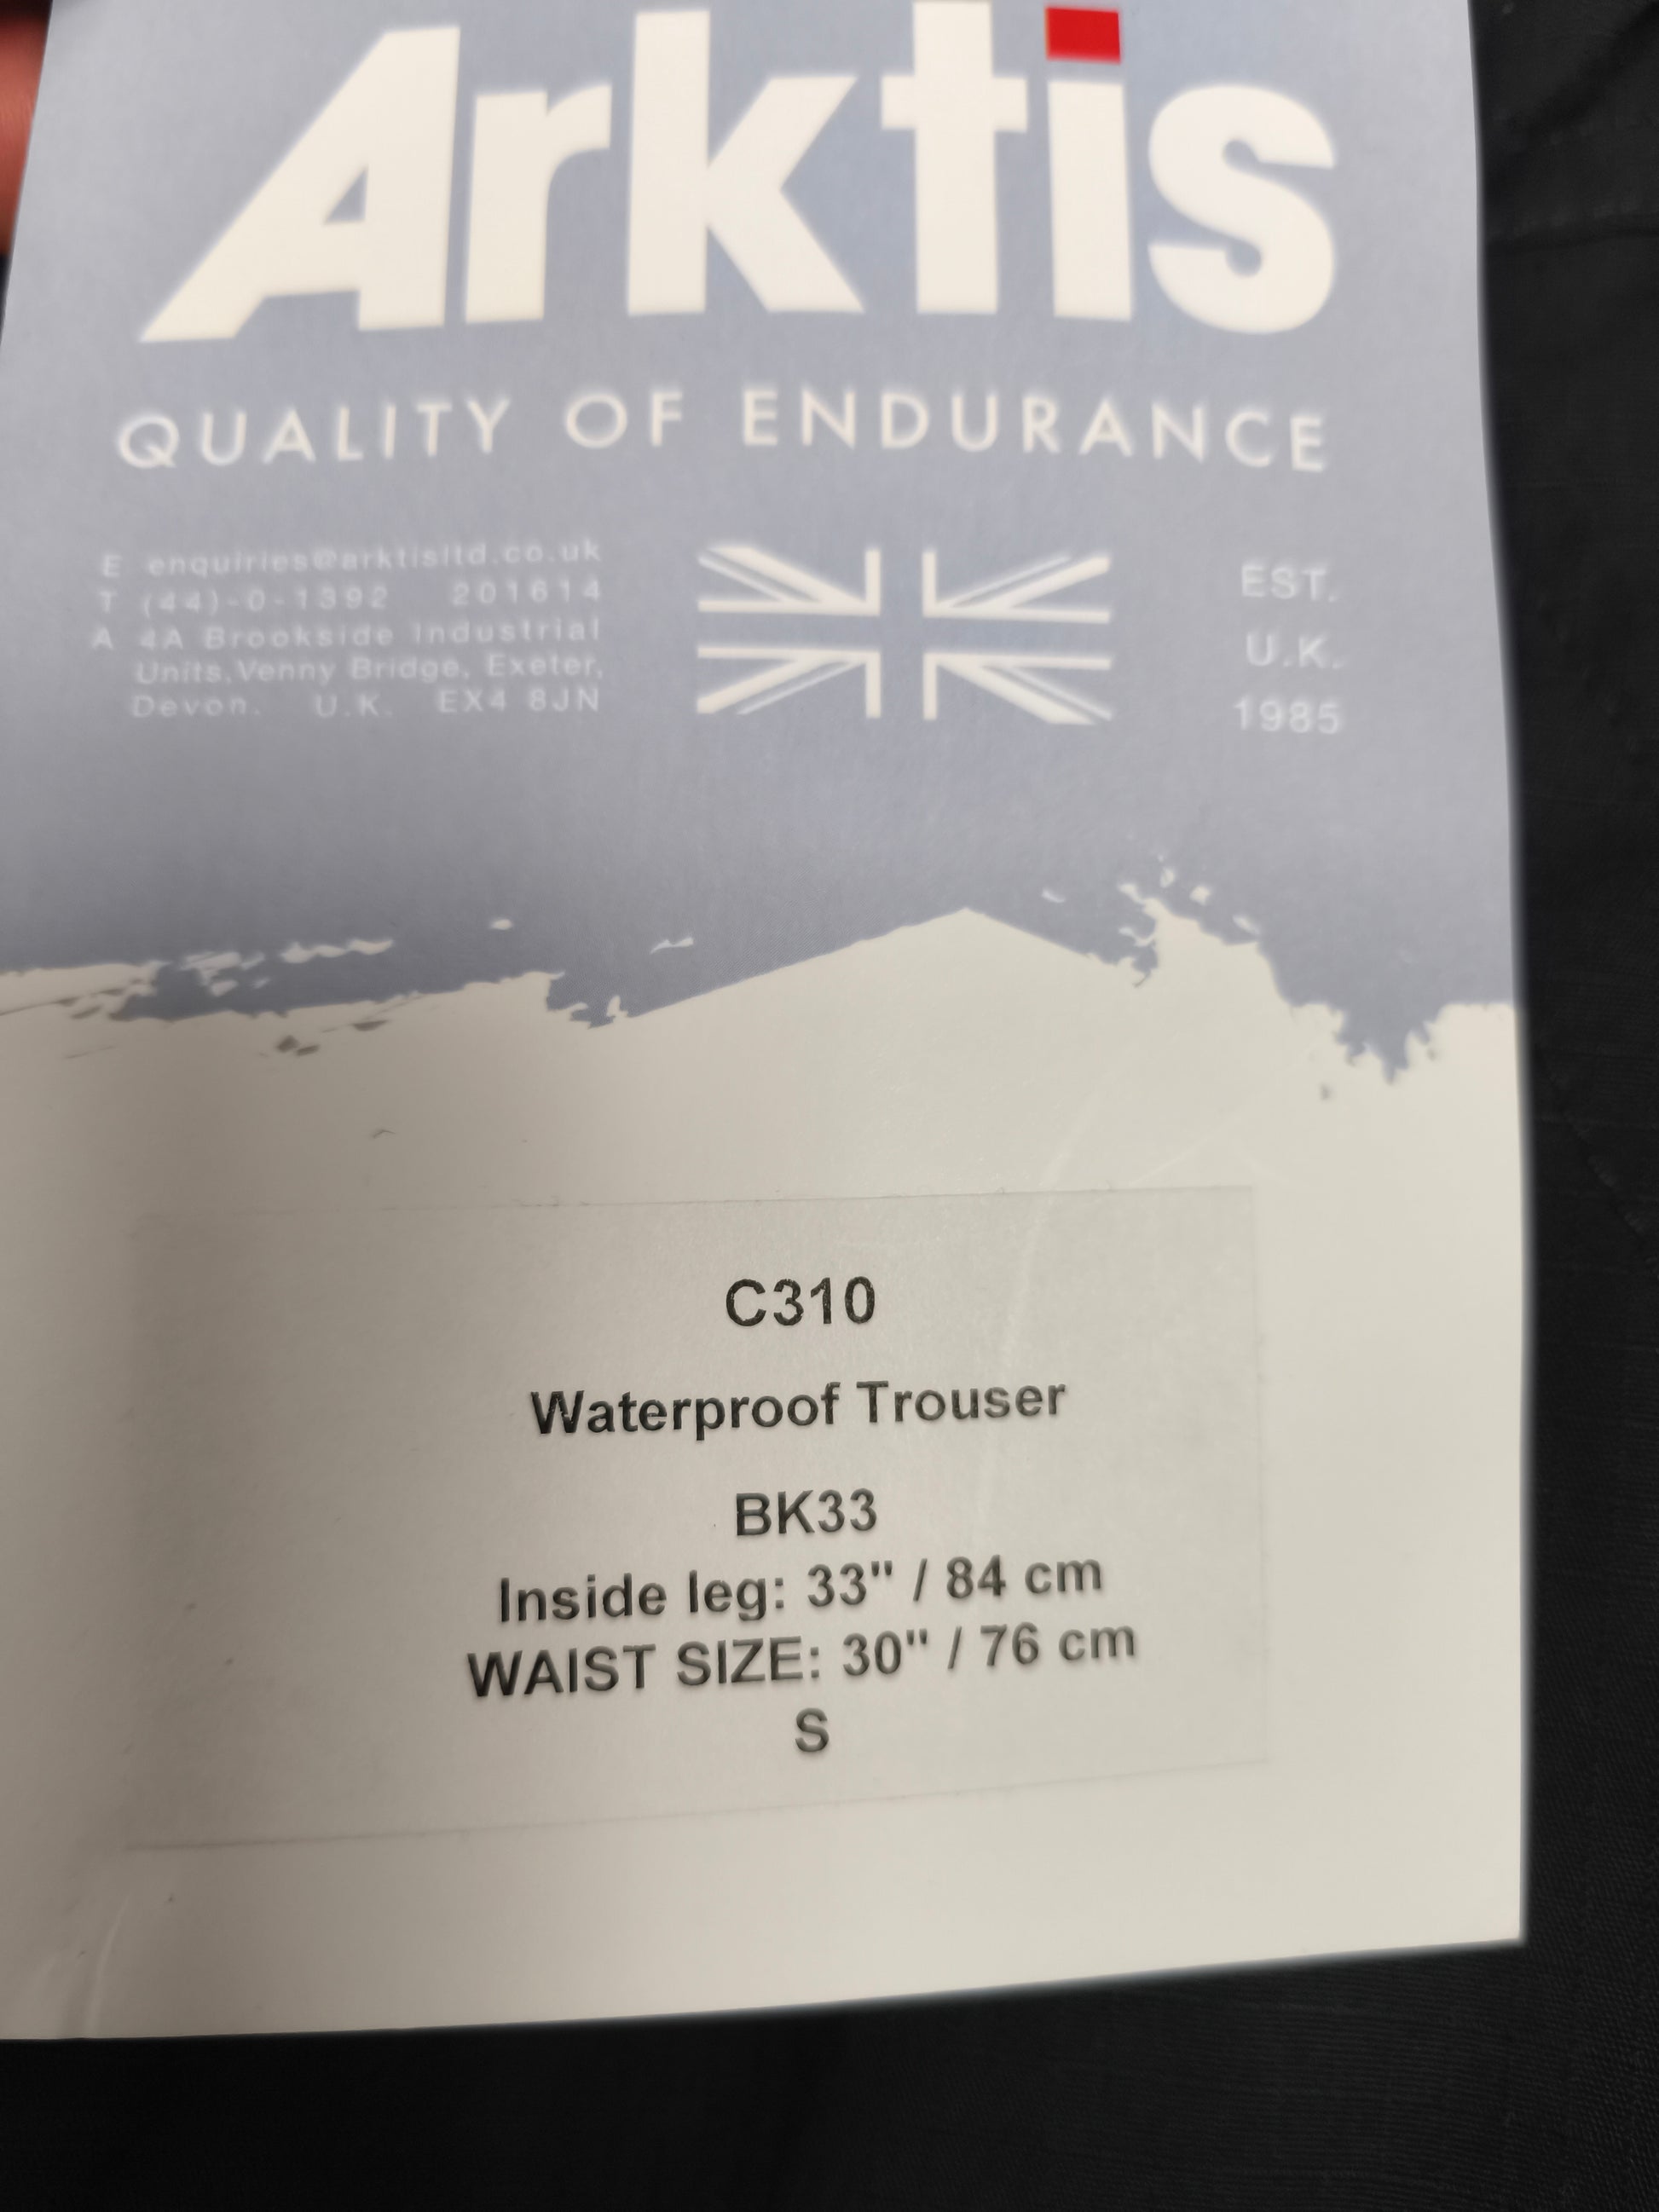 Arktis
QUALITY OF ENDURANCE
E enquiries@arktisltd.co.uk
T (44)-0-1392 201614
A 4A Brookside Industrial
Units,Venny Bridge, Exeter,
Devon. U.K. EX4 8JN
EST.
U.K.
1985
C310
Waterproof Trouser
BK33
Inside leg: 33" / 84 cm
WAIST SIZE: 30" / 76 cm
S